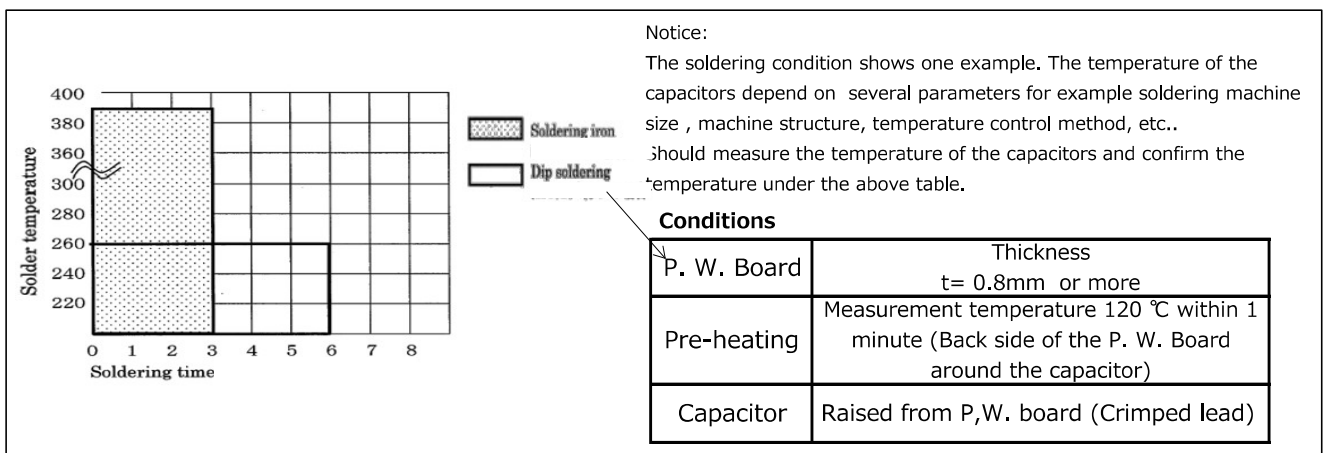 400
380
360
300
280
260
240
220
Solder temperature
0 1 2 3 4 5 6 7 8
Soldering time
Soldering iron
Dip soldering
Notice:
The soldering condition shows one example. The temperature of the
capacitors depend on several parameters for example soldering machine
size , machine structure, temperature control method, etc..
Should measure the temperature of the capacitors and confirm the
temperature under the above table.
Conditions
P. W. Board
Thickness
t= 0.8mm or more
Pre-heating
Measurement temperature 120 ℃ within 1
minute (Back side of the P. W. Board
around the capacitor)
Capacitor
Raised from P,W. board (Crimped lead)